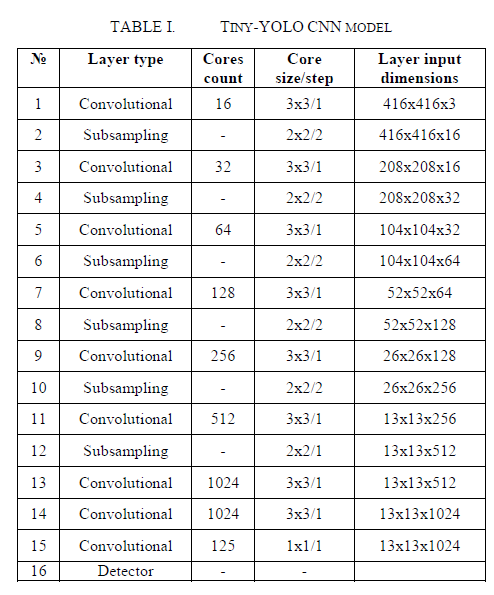 TABLE I. TINY-YOLO CNN MODEL
№ Layer type Cores count Core size/step Layer input dimensions
1 Convolutional 16 3x3/1 416x416x3
2 Subsampling - 2x2/2 416x416x16
3 Convolutional 32 3x3/1 208x208x16
4 Subsampling - 2x2/2 208x208x32
5 Convolutional 64 3x3/1 104x104x32
6 Subsampling - 2x2/2 104x104x64
7 Convolutional 128 3x3/1 52x52x64
8 Subsampling - 2x2/2 52x52x128
9 Convolutional 256 3x3/1 26x26x128
10 Subsampling - 2x2/2 26x26x256
11 Convolutional 512 3x3/1 13x13x256
12 Subsampling - 2x2/1 13x13x512
13 Convolutional 1024 3x3/1 13x13x512
14 Convolutional 1024 3x3/1 13x13x1024
15 Convolutional 125 1x1/1 13x13x1024
16 Detector - -